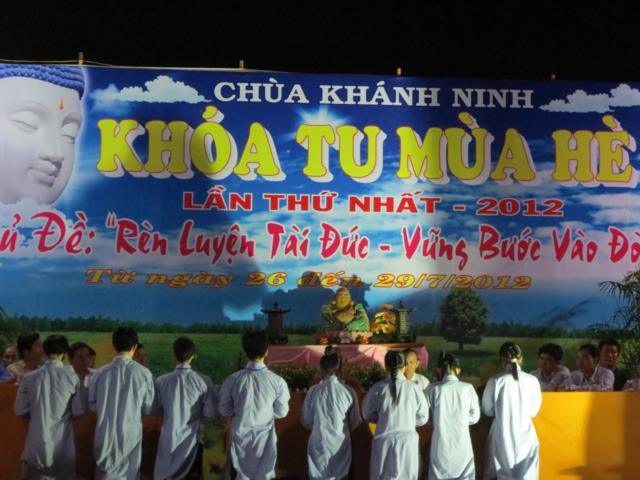 CHÙA KHÁNH NINH
KHÓA TU MÙA HÈ
LẦN THỨ NHẤT - 2012
Đề: "Rèn Luyện Tài Đức - Vững Bước Vào
Từ ngày 26 đến 29/7/2012